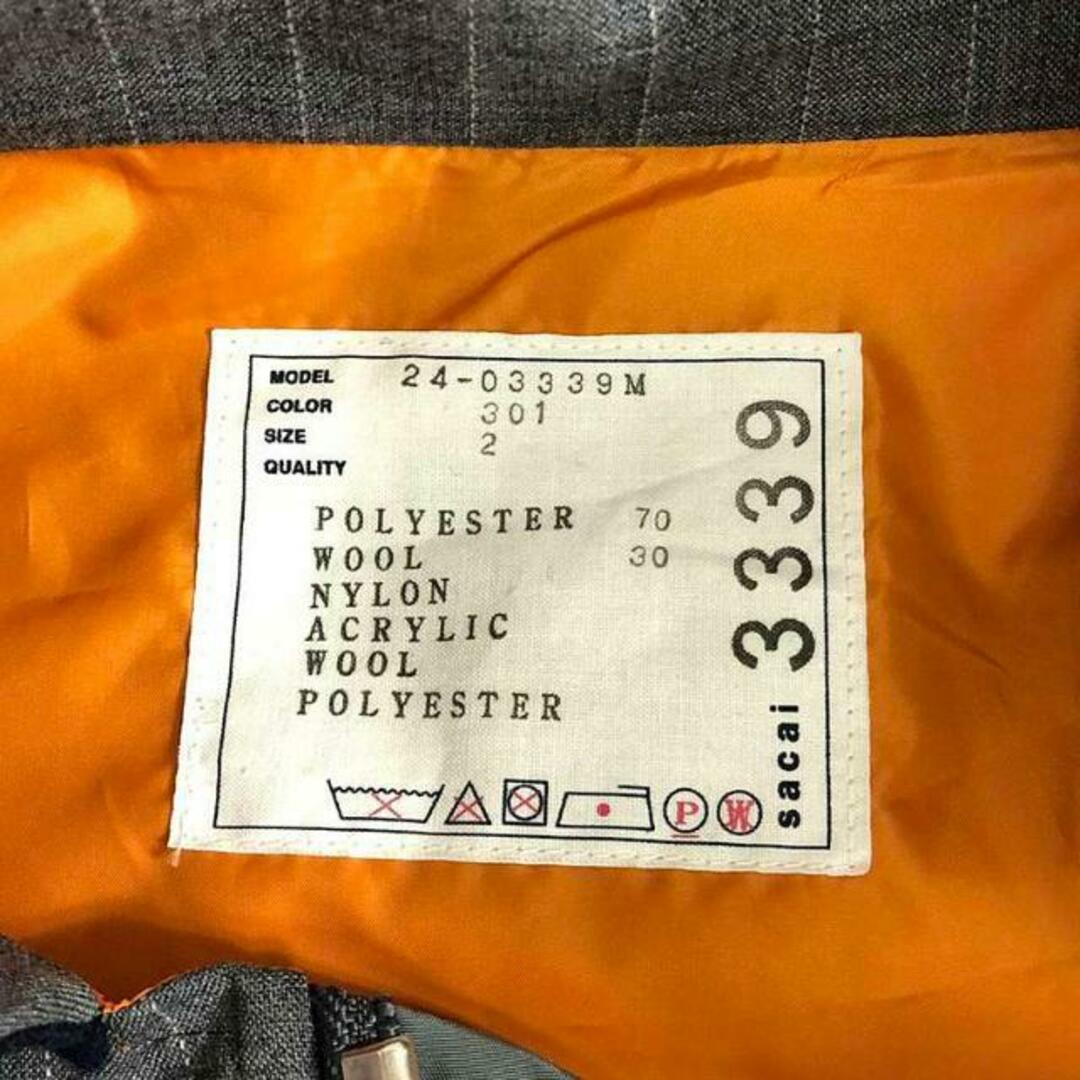 MODEL 24-03339M
COLOR 301
SIZE 2
QUALITY
POLYESTER 70
WOOL 30
NYLON
ACRYLIC
WOOL
POLYESTER
P W
sacai 3339